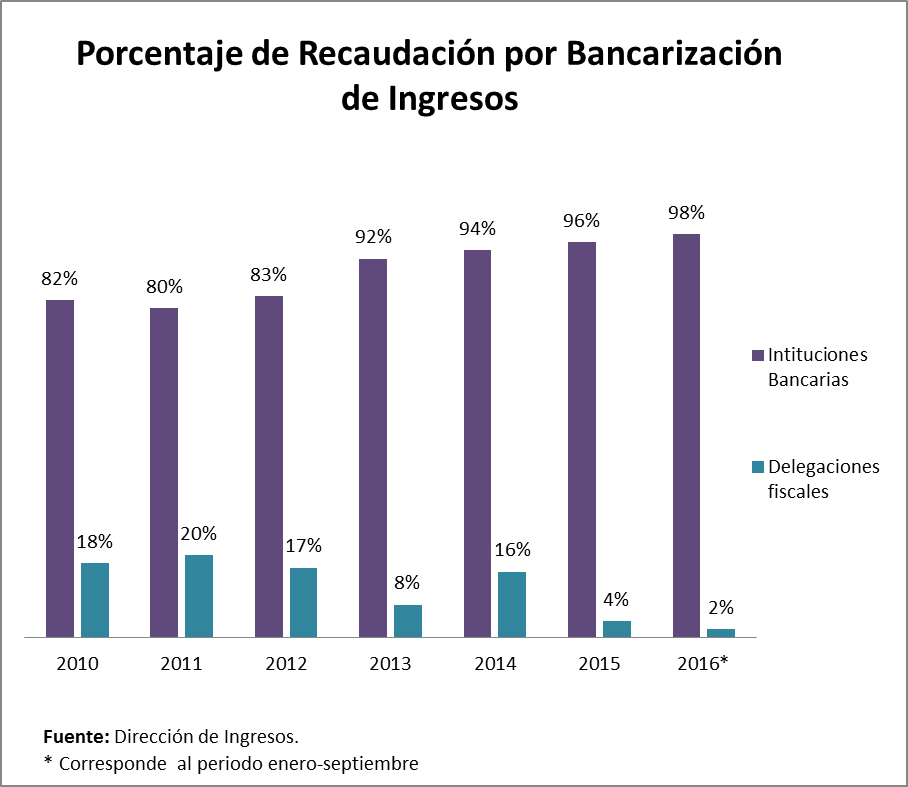 Porcentaje de Recaudación por Bancarización
de Ingresos
82%
80%
83%
92%
94%
96%
98%
18%
20%
17%
8%
16%
4%
2%
Intituciones
Bancarias
Delegaciones
fiscales
2010
2011
2012
2013
2014
2015
2016*
Fuente: Dirección de Ingresos.
* Corresponde al periodo enero-septiembre